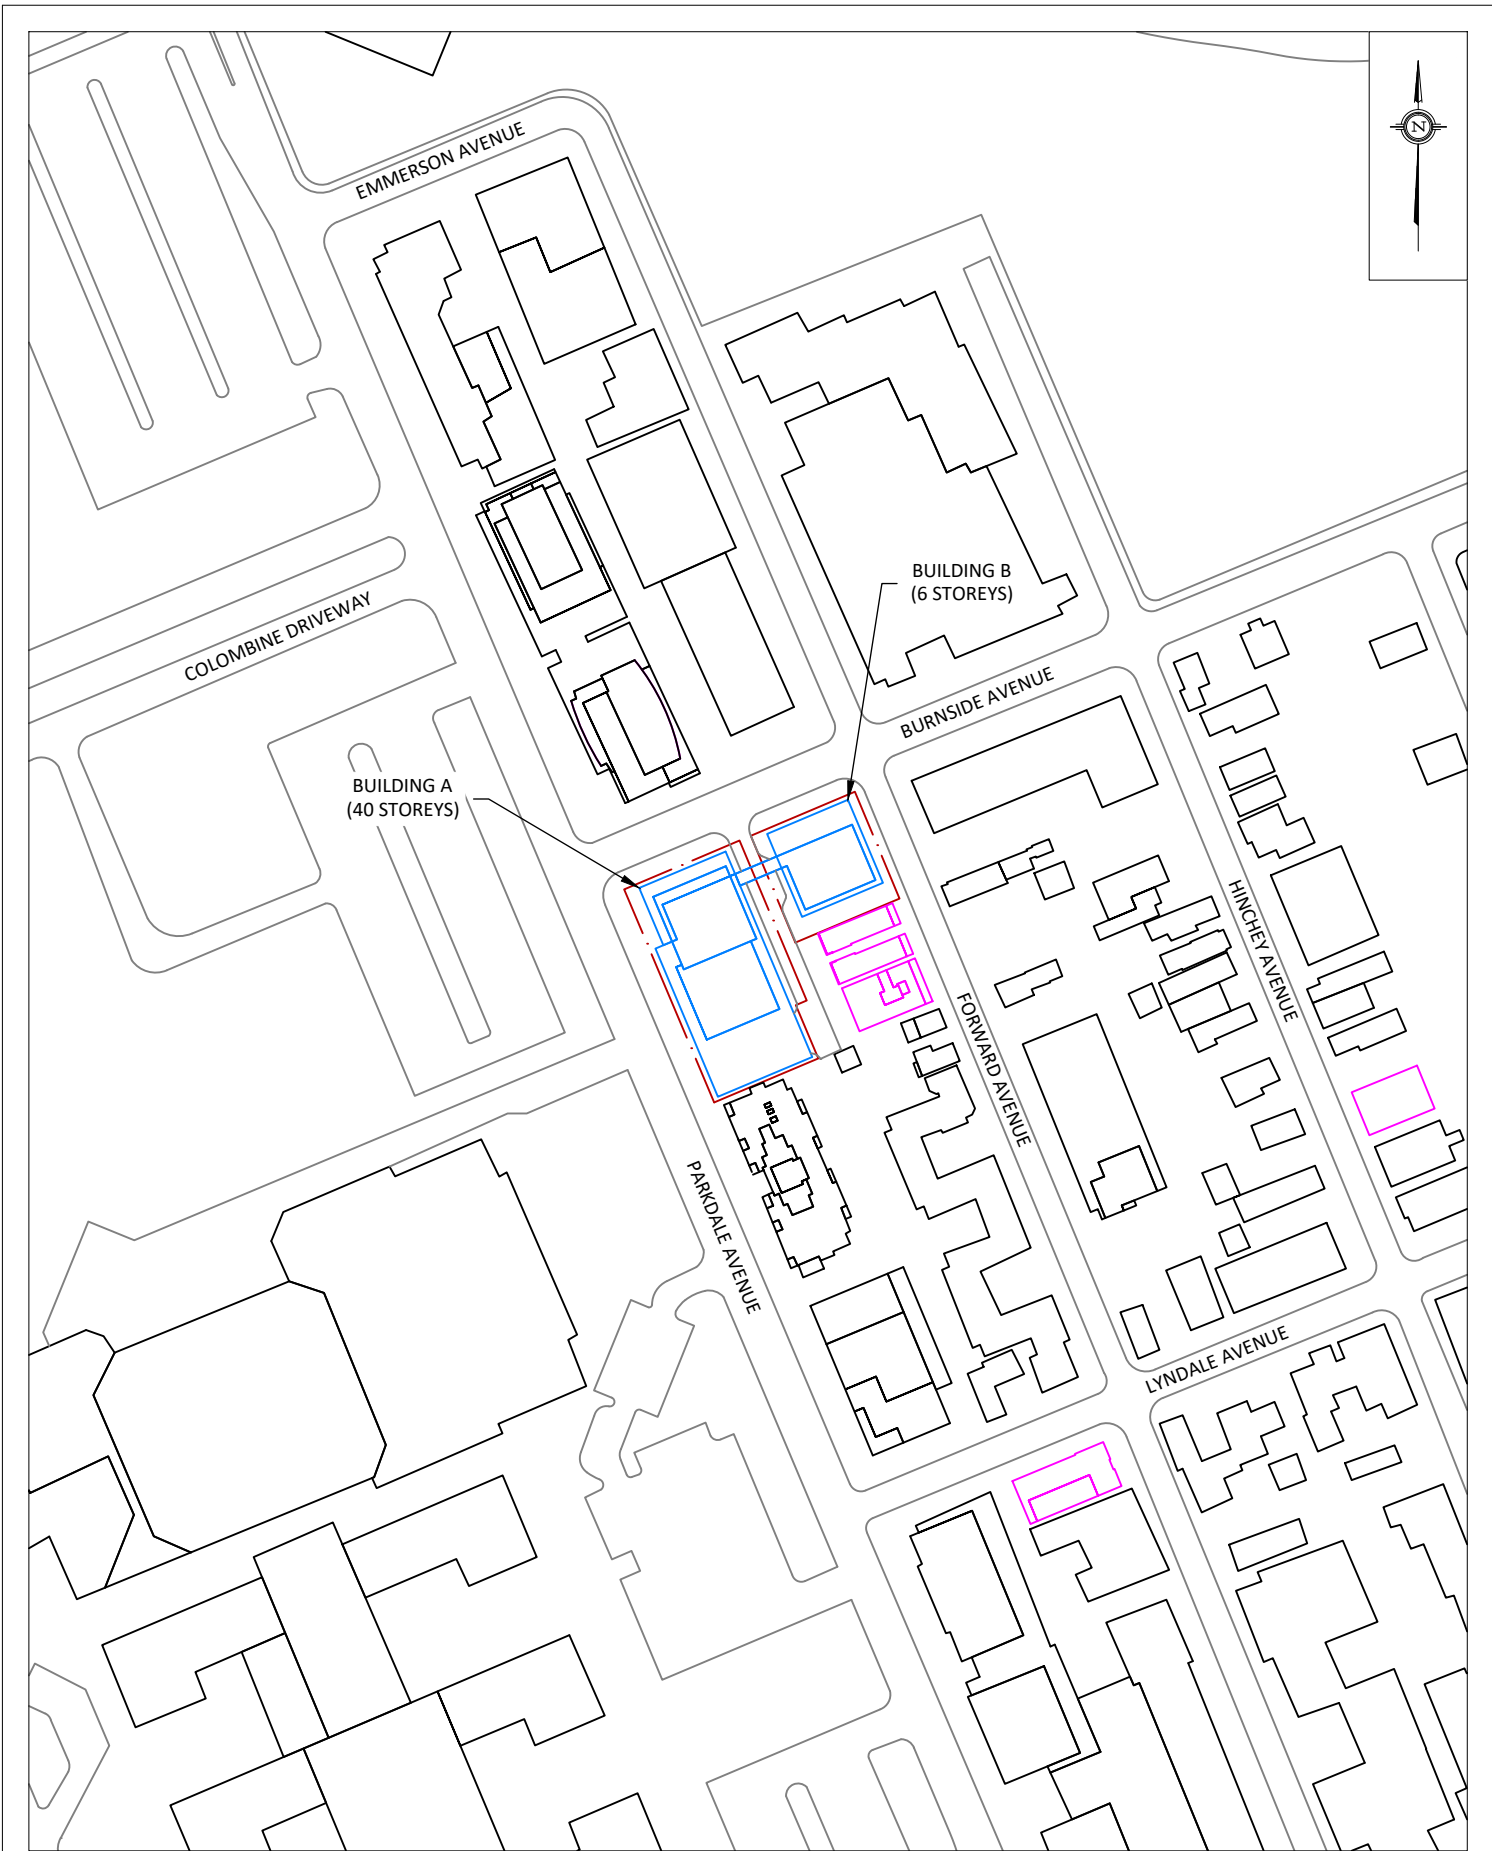 EMMERSON AVENUE
N
BUILDING B
(6 STOREYS)
COLOMBINE DRIVEWAY
BURNSIDE AVENUE
BUILDING A
(40 STOREYS)
HINCHEY AVENUE
FORWARD AVENUE
PARKDALE AVENUE
LYNDALE AVENUE